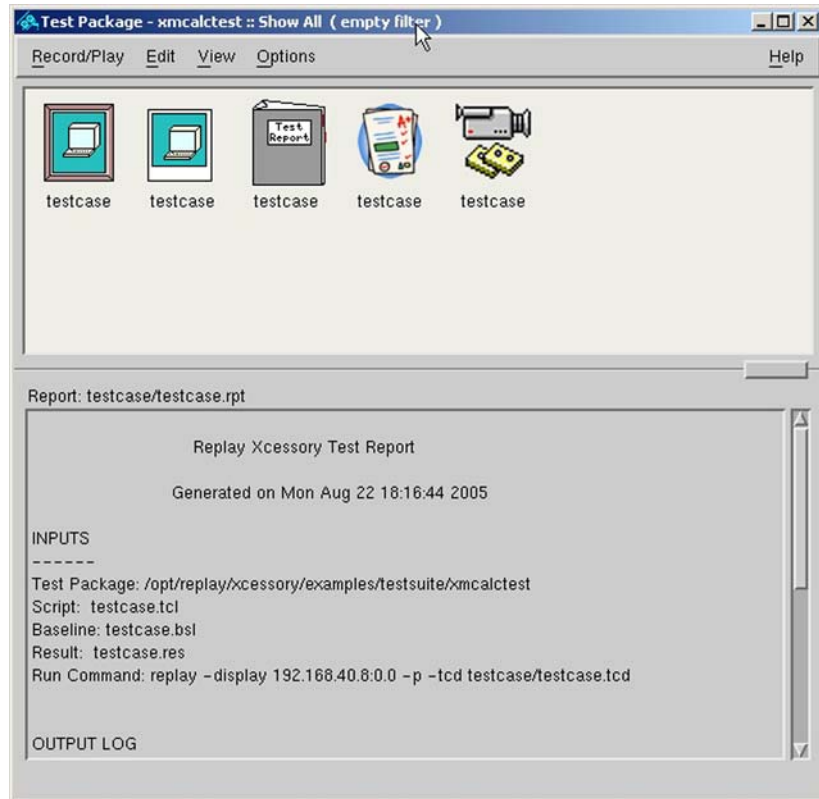 Test Package - xmcalctest :: Show All ( empty filter )
Record/Play Edit View Options Help
Test Report
A+
testcase testcase testcase testcase testcase
Report: testcase/testcase.rpt
Replay Xcessory Test Report
Generated on Mon Aug 22 18:16:44 2005
INPUTS
------
Test Package: /opt/replay/xcessory/examples/testsuite/xmcalctest
Script: testcase.tcl
Baseline: testcase.bsl
Result: testcase.res
Run Command: replay -display 192.168.40.8:0.0 -p -tcd testcase/testcase.tcd
OUTPUT LOG